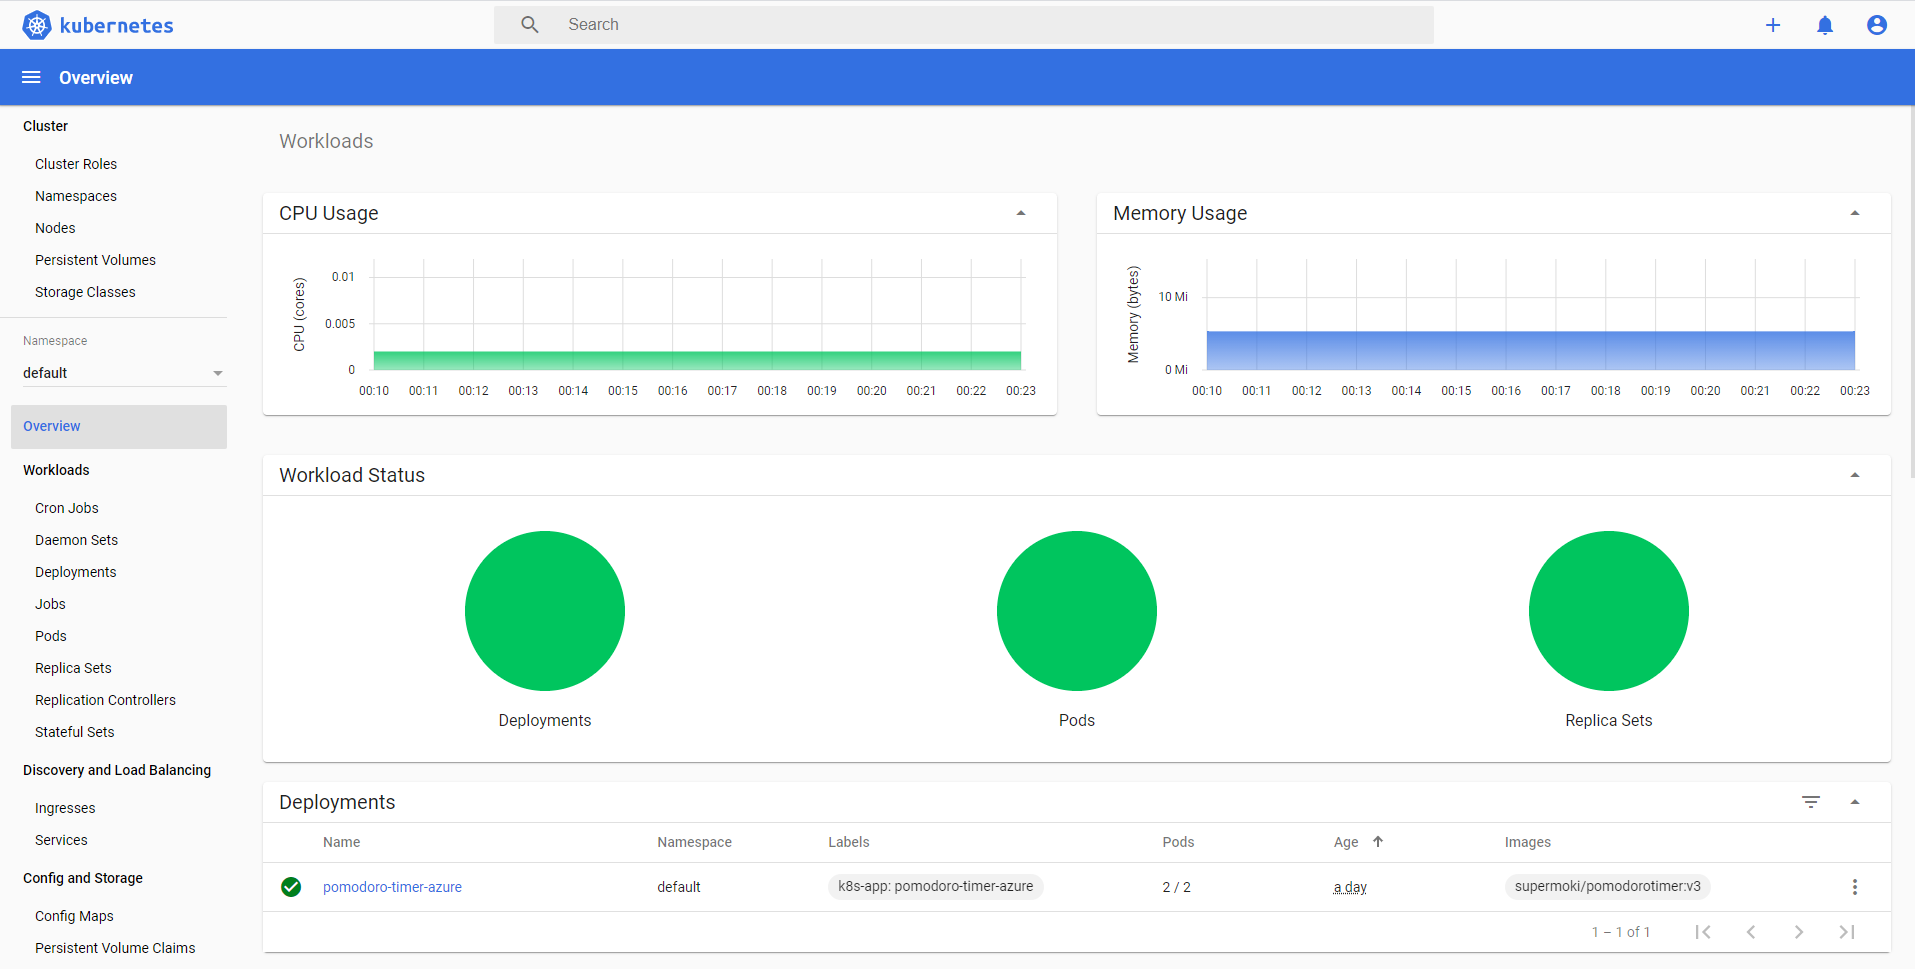 kubernetes
Search
Overview
Cluster
Cluster Roles
Namespaces
Nodes
Persistent Volumes
Storage Classes
Namespace
default
Overview
Workloads
Cron Jobs
Daemon Sets
Deployments
Jobs
Pods
Replica Sets
Replication Controllers
Stateful Sets
Discovery and Load Balancing
Ingresses
Services
Config and Storage
Config Maps
Persistent Volume Claims
Workloads
CPU Usage
CPU (cores)
0.01
0.005
0
00:10 00:11 00:12 00:13 00:14 00:15 00:16 00:17 00:18 00:19 00:20 00:21 00:22 00:23
Memory Usage
Memory (bytes)
10 Mi
0 Mi
00:10 00:11 00:12 00:13 00:14 00:15 00:16 00:17 00:18 00:19 00:20 00:21 00:22 00:23
Workload Status
Deployments Pods Replica Sets
Deployments
Name Namespace Labels Pods Age Images
pomodoro-timer-azure default k8s-app: pomodoro-timer-azure 2 / 2 a day supermoki/pomodorotimer:v3
1 – 1 of 1